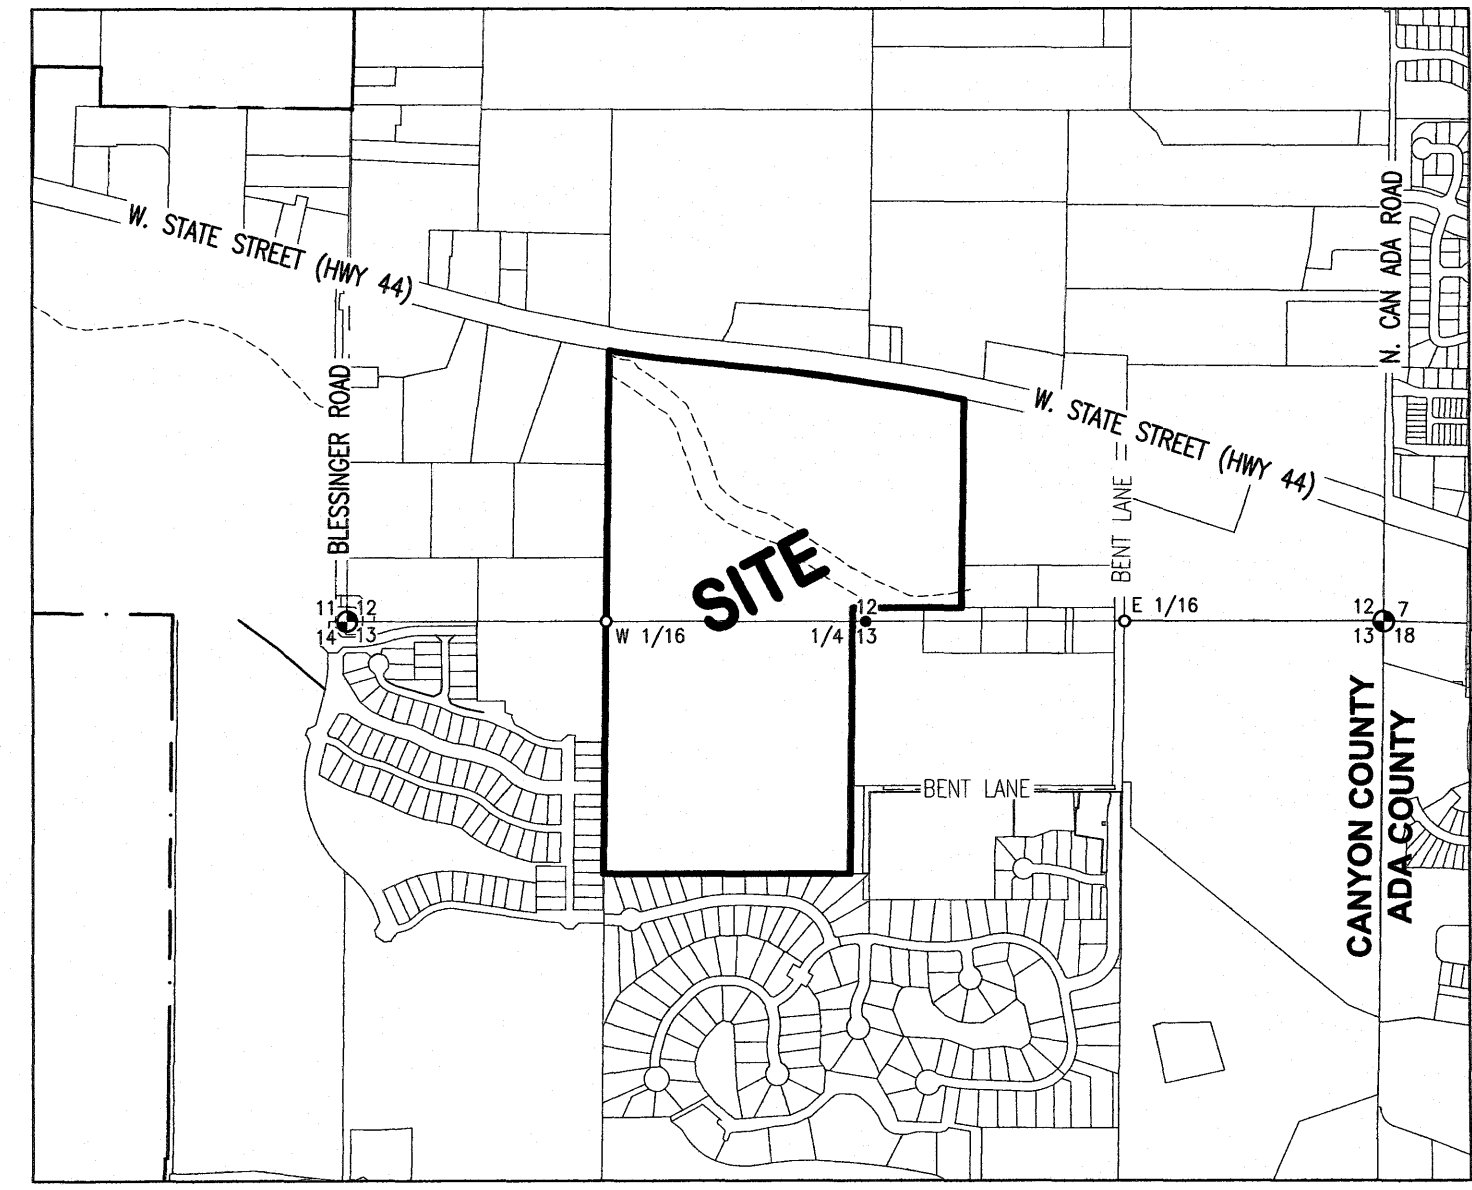 W. STATE STREET (HWY 44)
N. CAN ADA ROAD
BLESSINGER ROAD
W. STATE STREET (HWY 44)
BENT LANE
SITE
11 12
14 13
W 1/16
12
1/4 13
E 1/16
12 7
13 18
CANYON COUNTY
ADA COUNTY
BENT LANE